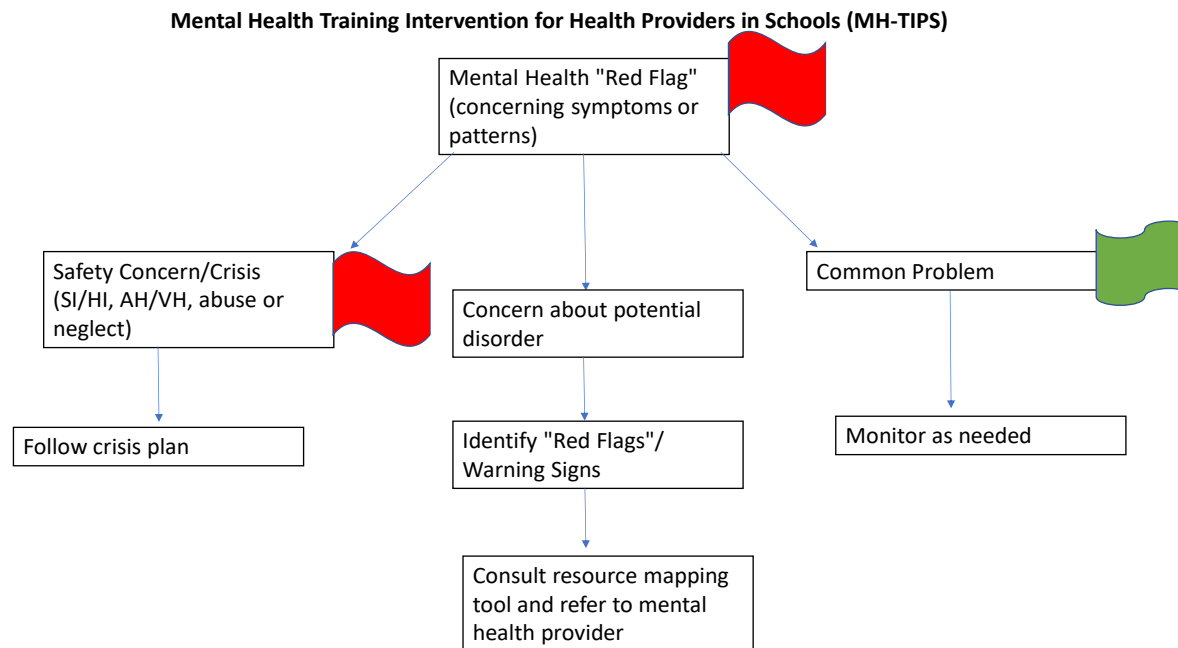 Mental Health Training Intervention for Health Providers in Schools (MH-TIPS)
Mental Health "Red Flag"
(concerning symptoms or
patterns)
Safety Concern/Crisis
(SI/HI, AH/VH, abuse or
neglect)
Concern about potential
disorder
Common Problem
Follow crisis plan
Identify "Red Flags"/
Warning Signs
Monitor as needed
Consult resource mapping
tool and refer to mental
health provider